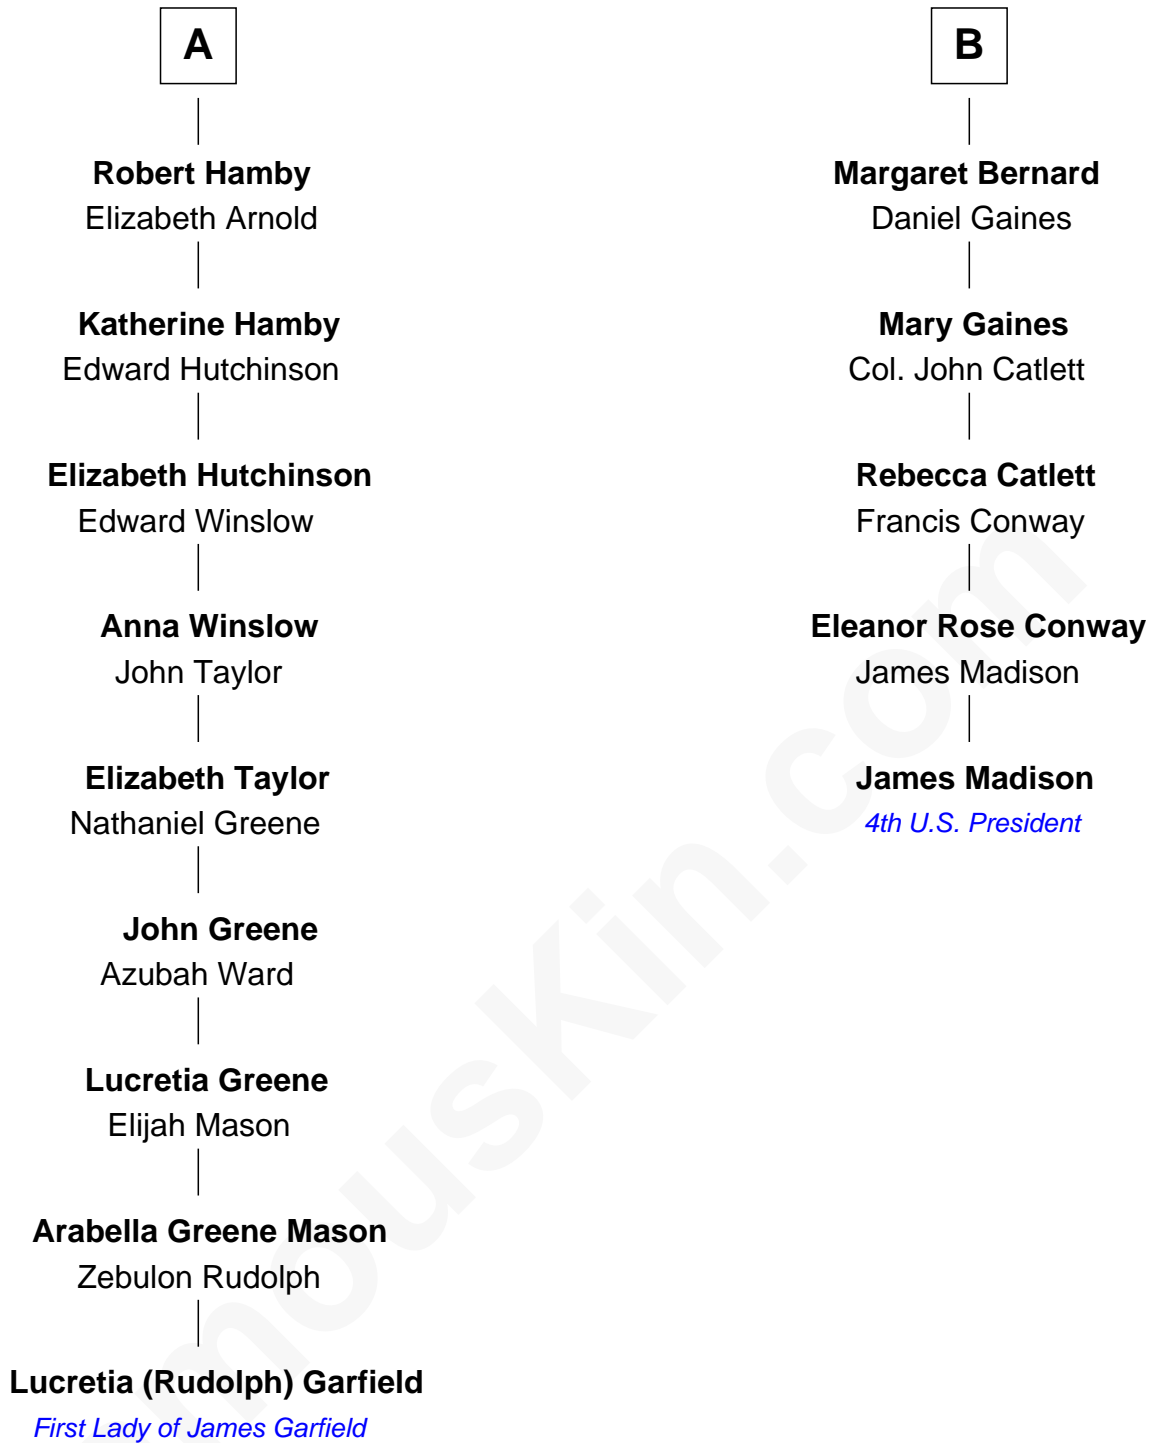 A
Robert Hamby
Elizabeth Arnold
Katherine Hamby
Edward Hutchinson
Elizabeth Hutchinson
Edward Winslow
Anna Winslow
John Taylor
Elizabeth Taylor
Nathaniel Greene
John Greene
Azubah Ward
Lucretia Greene
Elijah Mason
Arabella Greene Mason
Zebulon Rudolph
Lucretia (Rudolph) Garfield
First Lady of James Garfield
B
Margaret Bernard
Daniel Gaines
Mary Gaines
Col. John Catlett
Rebecca Catlett
Francis Conway
Eleanor Rose Conway
James Madison
James Madison
4th U.S. President
mouskin.com